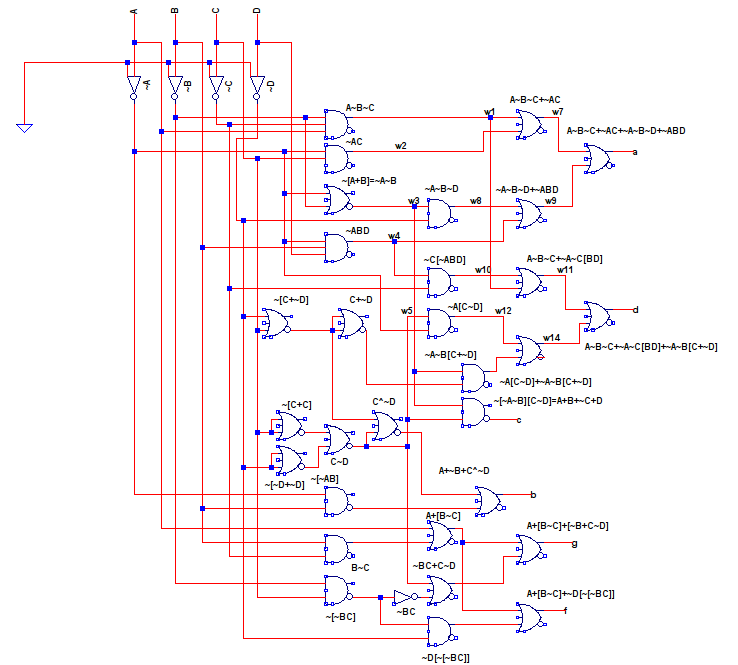 A B C D
~A ~B ~C ~D
A~B~C w1 A~B~C+~AC w7
A~B~C+~AC+~A~B~D+~ABD
~AC w2 a
~[A+B]=~A~B ~A~B~D ~A~B~D+~ABD
w3 w8 w9
~ABD w4
~C[~ABD] A~B~C+~A~C[BD]
w10 w11
~[C+~D] C+~D ~A[C~D]
w5 w12 d
w14 A~B~C+~A~C[BD]+~A~B[C+~D]
~A~B[C+~D]
~A[C~D]+~A~B[C+~D]
~[C+C] C^~D ~[~A~B][C~D]=A+B+~C+D
c
C~D
~[~D+~D] ~[~AB] A+~B+C^~D
b
A+[B~C] A+[B~C]+[~B+C~D]
g
B~C ~BC+C~D
A+[B~C]+~D[~[~BC]]
~[~BC] ~BC f
~D[~[~BC]]